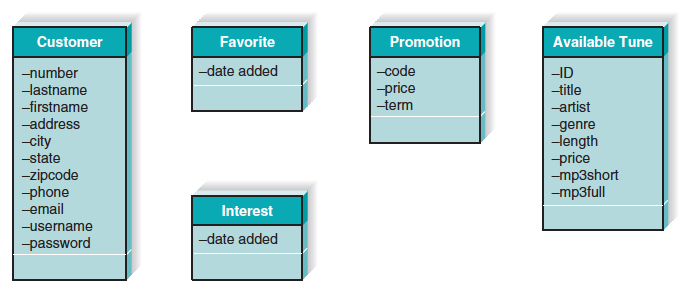 Customer
–number
–lastname
–firstname
–address
–city
–state
–zipcode
–phone
–email
–username
–password
Favorite
–date added
Interest
–date added
Promotion
–code
–price
–term
Available Tune
–ID
–title
–artist
–genre
–length
–price
–mp3short
–mp3full